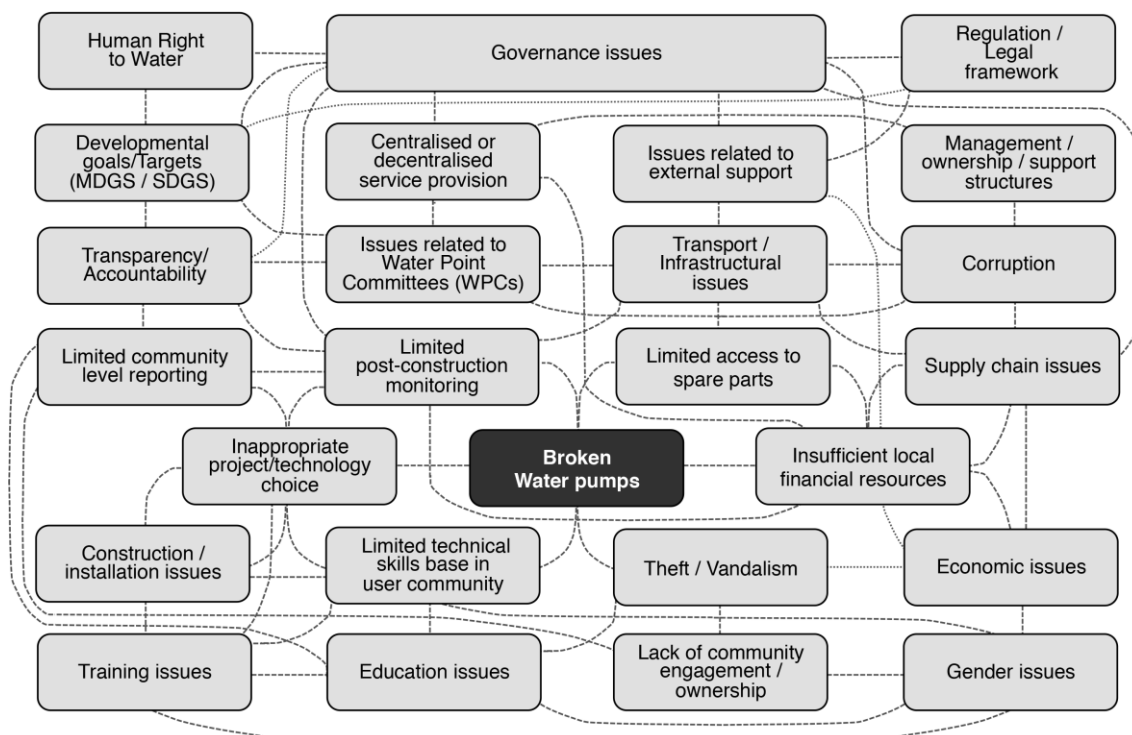 Human Right
to Water
Governance issues
Regulation /
Legal
framework
Developmental
goals/Targets
(MDGS / SDGS)
Centralised or
decentralised
service provision
Issues related to
external support
Management /
ownership / support
structures
Transparency/
Accountability
Issues related to
Water Point
Committees (WPCs)
Transport /
Infrastructural
issues
Corruption
Limited community
level reporting
Limited
post-construction
monitoring
Limited access to
spare parts
Supply chain issues
Inappropriate
project/technology
choice
Broken
Water pumps
Insufficient local
financial resources
Construction /
installation issues
Limited technical
skills base in
user community
Theft / Vandalism
Economic issues
Training issues
Education issues
Lack of community
engagement /
ownership
Gender issues